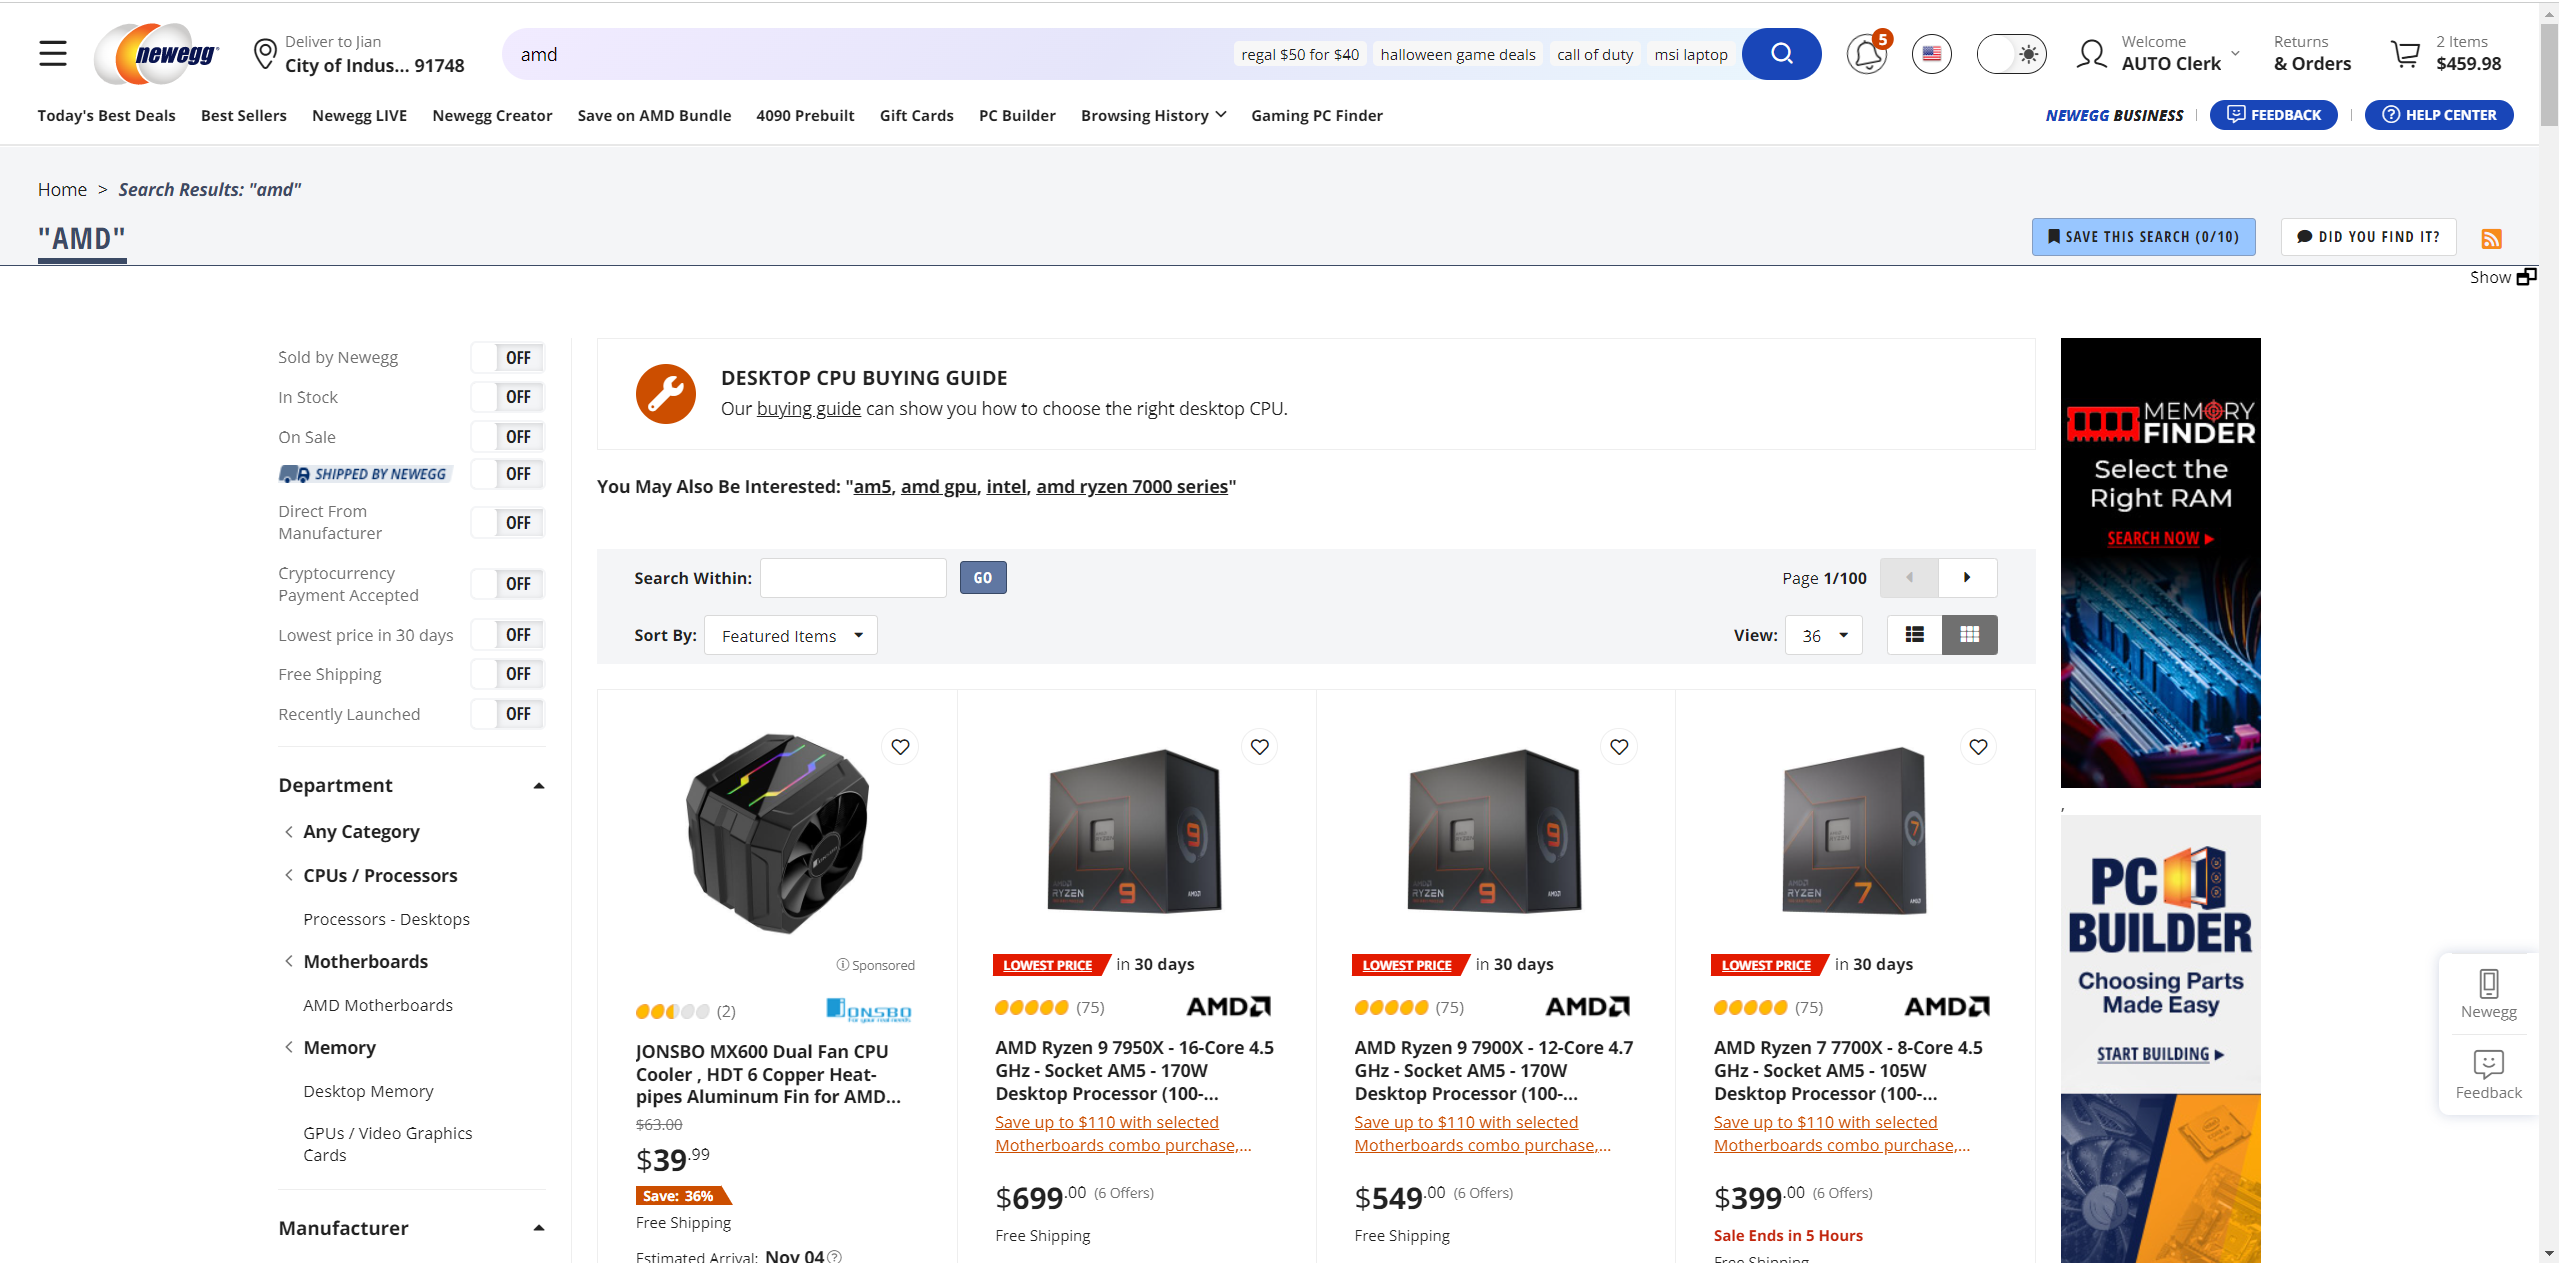 newegg
Deliver to Jian
City of Indus... 91748
amd
regal $50 for $40
halloween game deals
call of duty
msi laptop
5
Welcome
AUTO Clerk
Returns
& Orders
2 Items
$459.98
Today's Best Deals
Best Sellers
Newegg LIVE
Newegg Creator
Save on AMD Bundle
4090 Prebuilt
Gift Cards
PC Builder
Browsing History
Gaming PC Finder
NEWEGG BUSINESS
FEEDBACK
HELP CENTER
Home > Search Results: "amd"
"AMD"
SAVE THIS SEARCH (0/10)
DID YOU FIND IT?
Show
Sold by Newegg OFF
In Stock OFF
On Sale OFF
SHIPPED BY NEWEGG OFF
Direct From
Manufacturer
OFF
Cryptocurrency
Payment Accepted
OFF
Lowest price in 30 days OFF
Free Shipping OFF
Recently Launched OFF
Department
Any Category
CPUs / Processors
Processors - Desktops
Motherboards
AMD Motherboards
Memory
Desktop Memory
GPUs / Video Graphics
Cards
Manufacturer
DESKTOP CPU BUYING GUIDE
Our buying guide can show you how to choose the right desktop CPU.
You May Also Be Interested: "am5, amd gpu, intel, amd ryzen 7000 series"
Search Within:
GO
Page 1/100
Sort By: Featured Items
View: 36
Sponsored
(2)
JONSBO
JONSBO MX600 Dual Fan CPU
Cooler , HDT 6 Copper Heat-
pipes Aluminum Fin for AMD...
$63.00
$39.99
Save: 36%
Free Shipping
Estimated Arrival: Nov 04
RYZEN
9
9
AMD
LOWEST PRICE in 30 days
(75)
AMD
AMD Ryzen 9 7950X - 16-Core 4.5
GHz - Socket AM5 - 170W
Desktop Processor (100-...
Save up to $110 with selected
Motherboards combo purchase,...
$699.00 (6 Offers)
Free Shipping
RYZEN
9
9
AMD
LOWEST PRICE in 30 days
(75)
AMD
AMD Ryzen 9 7900X - 12-Core 4.7
GHz - Socket AM5 - 170W
Desktop Processor (100-...
Save up to $110 with selected
Motherboards combo purchase,...
$549.00 (6 Offers)
Free Shipping
RYZEN
7
7
AMD
LOWEST PRICE in 30 days
(75)
AMD
AMD Ryzen 7 7700X - 8-Core 4.5
GHz - Socket AM5 - 105W
Desktop Processor (100-...
Save up to $110 with selected
Motherboards combo purchase,...
$399.00 (6 Offers)
Sale Ends in 5 Hours
Free Shipping
MEMORY
FINDER
Select the
Right RAM
SEARCH NOW
,
PC
BUILDER
Choosing Parts
Made Easy
START BUILDING
Newegg
Feedback